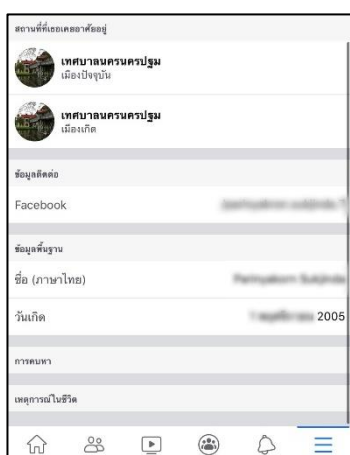 สถานที่ที่เธอเคยอาศัยอยู่
เทศบาลนครนครปฐม
เมืองปัจจุบัน
เทศบาลนครนครปฐม
เมืองเกิด
ข้อมูลติดต่อ
Facebook
ข้อมูลพื้นฐาน
ชื่อ (ภาษาไทย)
วันเกิด 2005
การคบหา
เหตุการณ์ในชีวิต